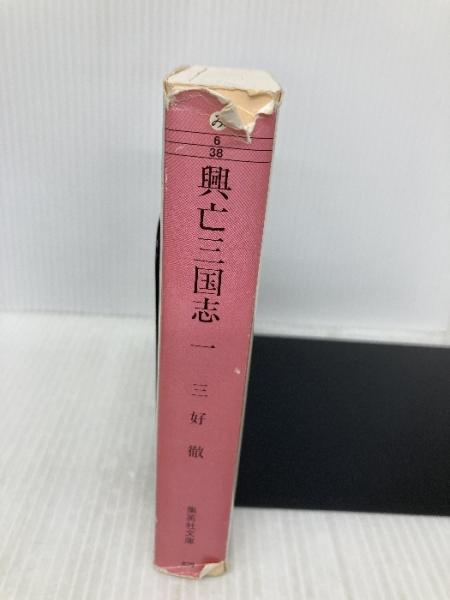 み
6
38
興亡三国志 一
三好徹
集英社文庫